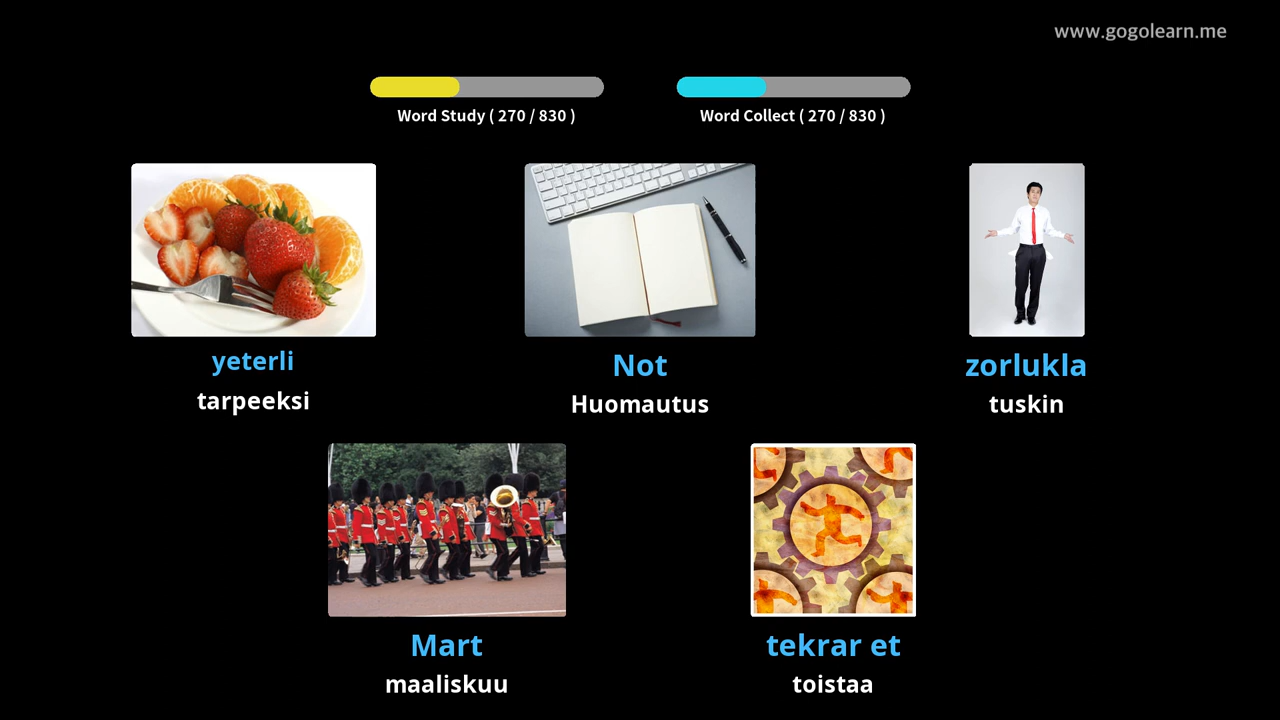 www.gogolearn.me
Word Study ( 270 / 830 )
Word Collect ( 270 / 830 )
yeterli
tarpeeksi
Not
Huomautus
zorlukla
tuskin
Mart
maaliskuu
tekrar et
toistaa